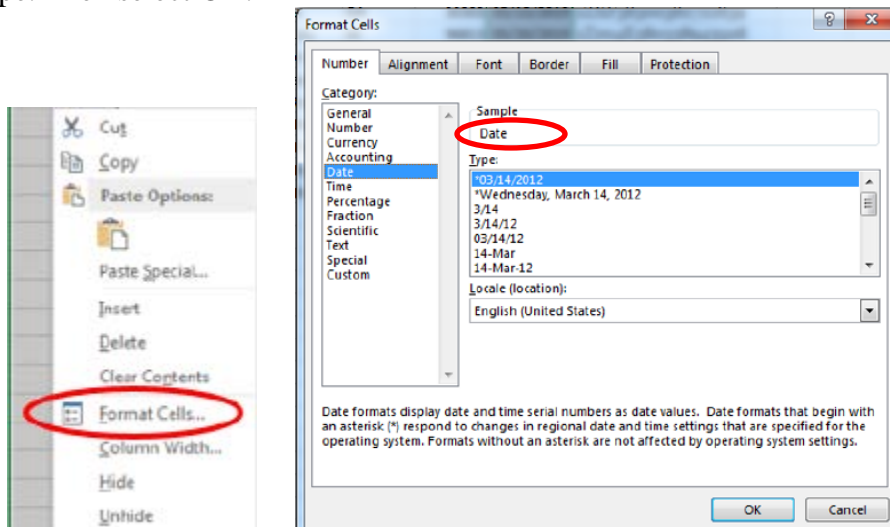 Cut
Copy
Paste Options:
Paste Special...
Insert
Delete
Clear Contents
Format Cells...
Column Width...
Hide
Unhide
Format Cells
?
Number Alignment Font Border Fill Protection
Category:
General
Number
Currency
Accounting
Date
Time
Percentage
Fraction
Scientific
Text
Special
Custom
Sample
Date
Type:
*03/14/2012
*Wednesday, March 14, 2012
3/14
3/14/12
03/14/12
14-Mar
14-Mar-12
Locale (location):
English (United States)
Date formats display date and time serial numbers as date values. Date formats that begin with
an asterisk (*) respond to changes in regional date and time settings that are specified for the
operating system. Formats without an asterisk are not affected by operating system settings.
OK Cancel